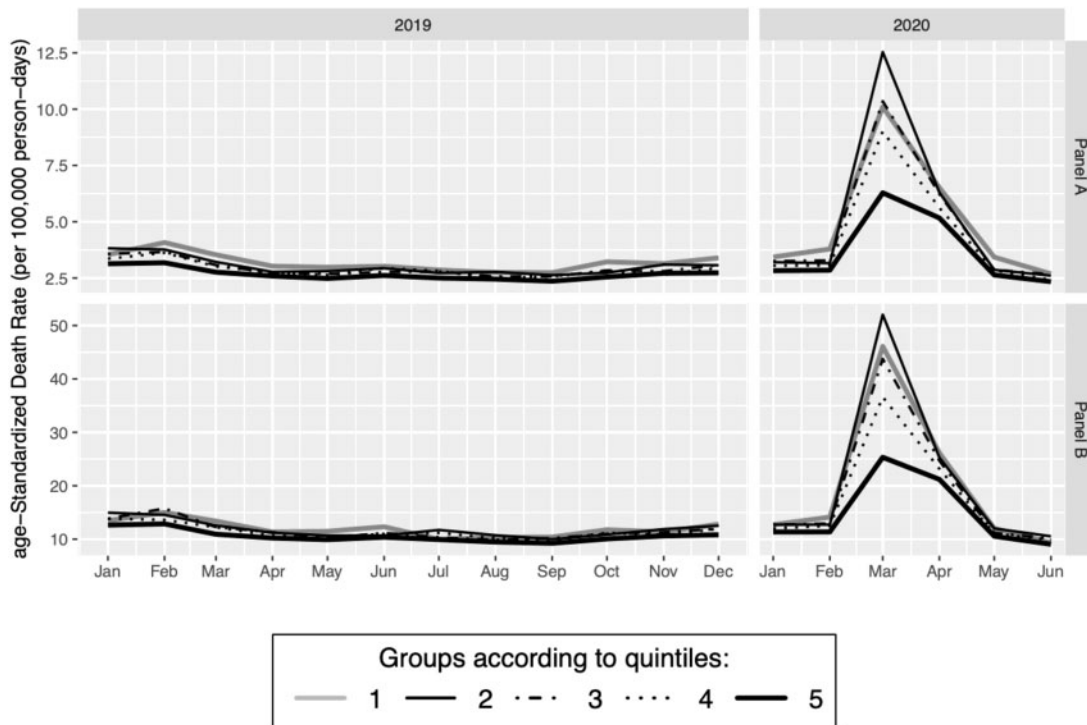 2019
2020
age-Standardized Death Rate (per 100,000 person-days)
12.5
10.0
7.5
5.0
2.5
Panel A
50
40
30
20
10
Panel B
Jan Feb Mar Apr May Jun Jul Aug Sep Oct Nov Dec
Jan Feb Mar Apr May Jun
Groups according to quintiles:
1 2 3 4 5